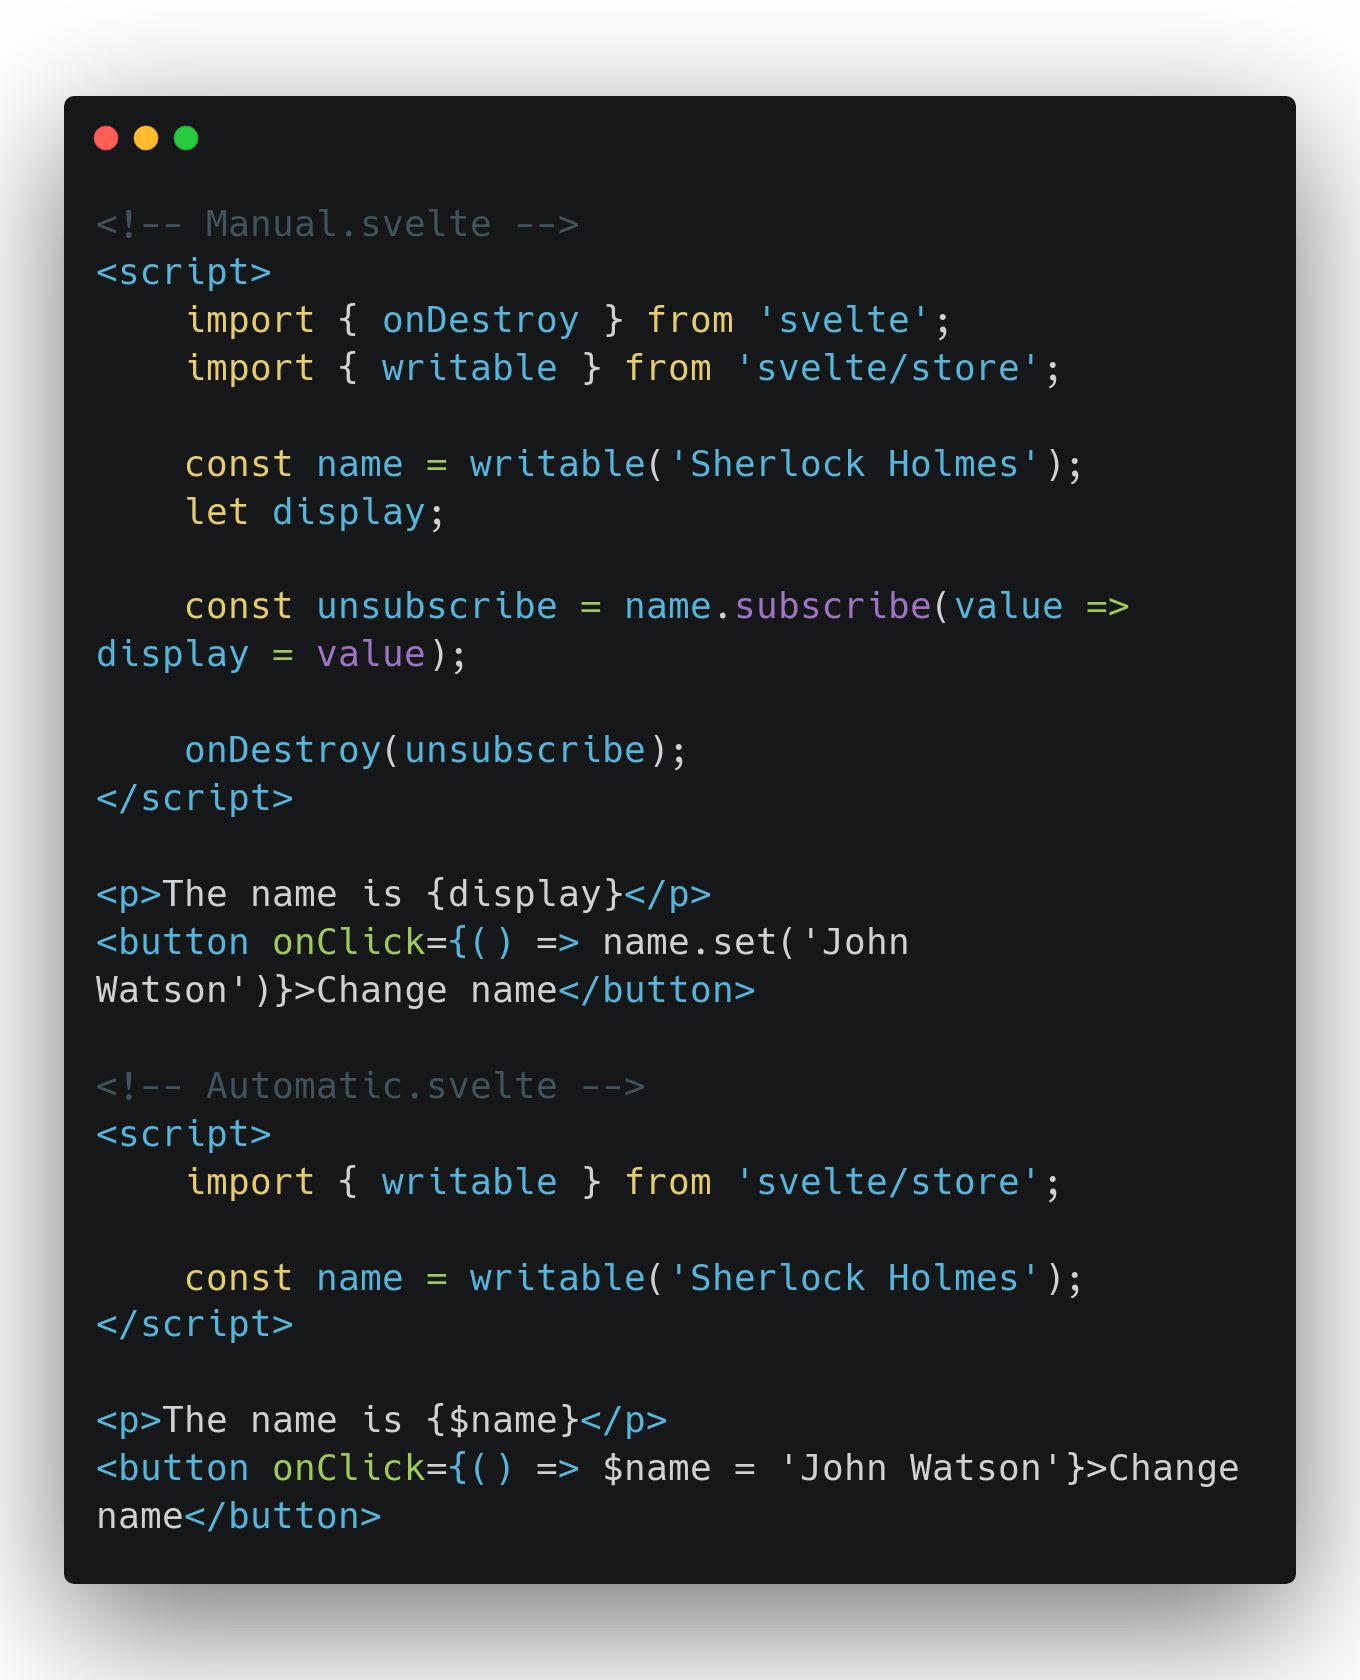 <!-- Manual.svelte -->
<script>
    import { onDestroy } from 'svelte';
    import { writable } from 'svelte/store';

    const name = writable('Sherlock Holmes');
    let display;

    const unsubscribe = name.subscribe(value =>
display = value);

    onDestroy(unsubscribe);
</script>

<p>The name is {display}</p>
<button onClick={() => name.set('John
Watson')}>Change name</button>

<!-- Automatic.svelte -->
<script>
    import { writable } from 'svelte/store';

    const name = writable('Sherlock Holmes');
</script>

<p>The name is {$name}</p>
<button onClick={() => $name = 'John Watson'}>Change
name</button>